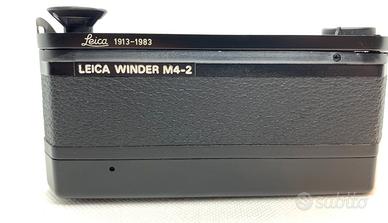 Leica 1913-1983
LEICA WINDER M4-2
subito